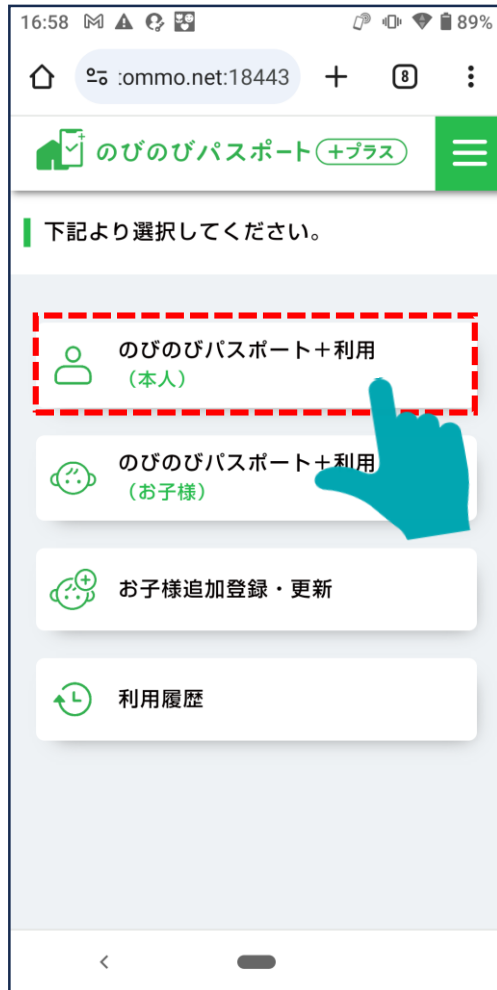 16:58
89%
:ommo.net:18443
8
のびのびパスポート +プラス
下記より選択してください。
のびのびパスポート＋利用
（本人）
のびのびパスポート＋利用
（お子様）
お子様追加登録・更新
利用履歴